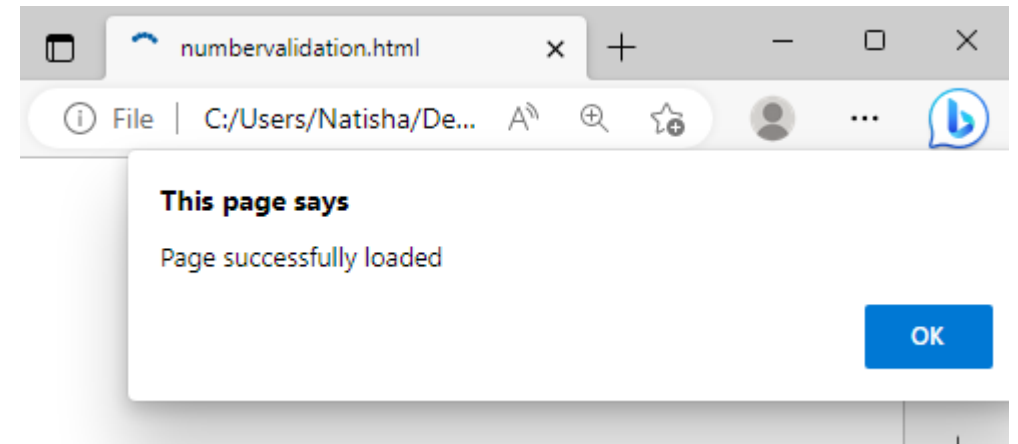 numbervalidation.html
File | C:/Users/Natisha/De...
This page says
Page successfully loaded
OK